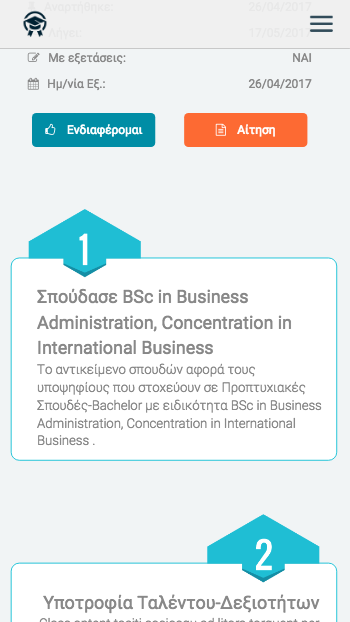 Αναρτήθηκε: 26/04/2017
Λήγει: 17/05/2017
Με εξετάσεις: ΝΑΙ
Ημ/νία Εξ.: 26/04/2017
Ενδιαφέρομαι Αίτηση
1
Σπούδασε BSc in Business
Administration, Concentration in
International Business
Το αντικείμενο σπουδών αφορά τους
υποψηφίους που στοχεύουν σε Προπτυχιακές
Σπουδές-Bachelor με ειδικότητα BSc in Business
Administration, Concentration in International
Business .
2
Υποτροφία Ταλέντου-Δεξιοτήτων